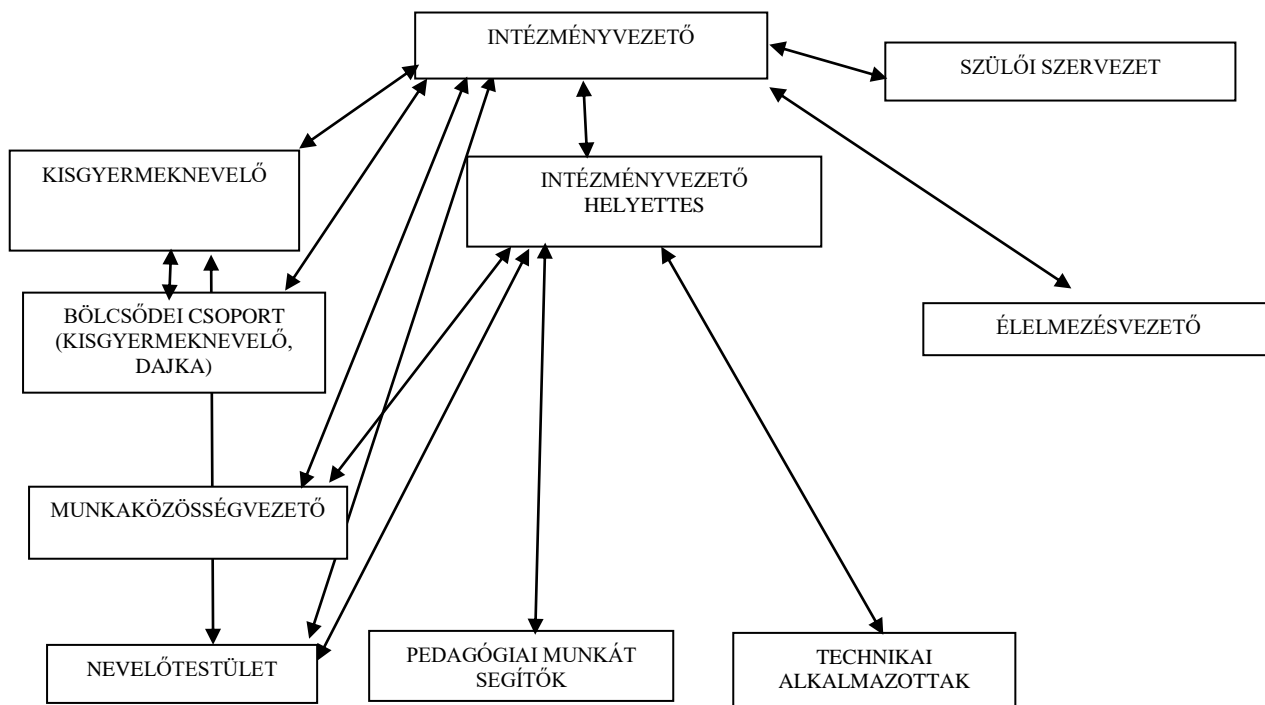 INTÉZMÉNYVEZETŐ
SZÜLŐI SZERVEZET
KISGYERMEKNEVELŐ
INTÉZMÉNYVEZETŐ
HELYETTES
BÖLCSŐDEI CSOPORT
(KISGYERMEKNEVELŐ,
DAJKA)
ÉLELMEZÉSVEZETŐ
MUNKAKÖZÖSSÉGVEZETŐ
NEVELŐTESTÜLET
PEDAGÓGIAI MUNKÁT
SEGÍTŐK
TECHNIKAI
ALKALMAZOTTAK